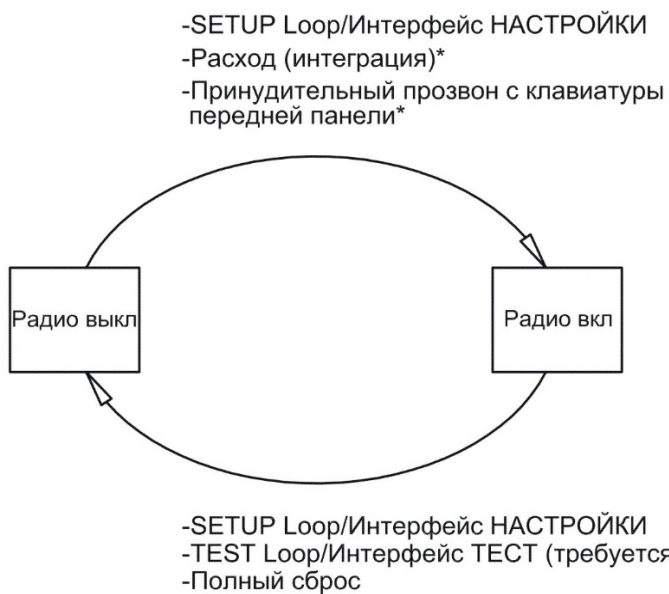 -SETUP Loop/Интерфейс НАСТРОЙКИ
-Расход (интеграция)*
-Принудительный прозвон с клавиатуры
передней панели*
Радио выкл
Радио вкл
-SETUP Loop/Интерфейс НАСТРОЙКИ
-TEST Loop/Интерфейс ТЕСТ (требуется
-Полный сброс